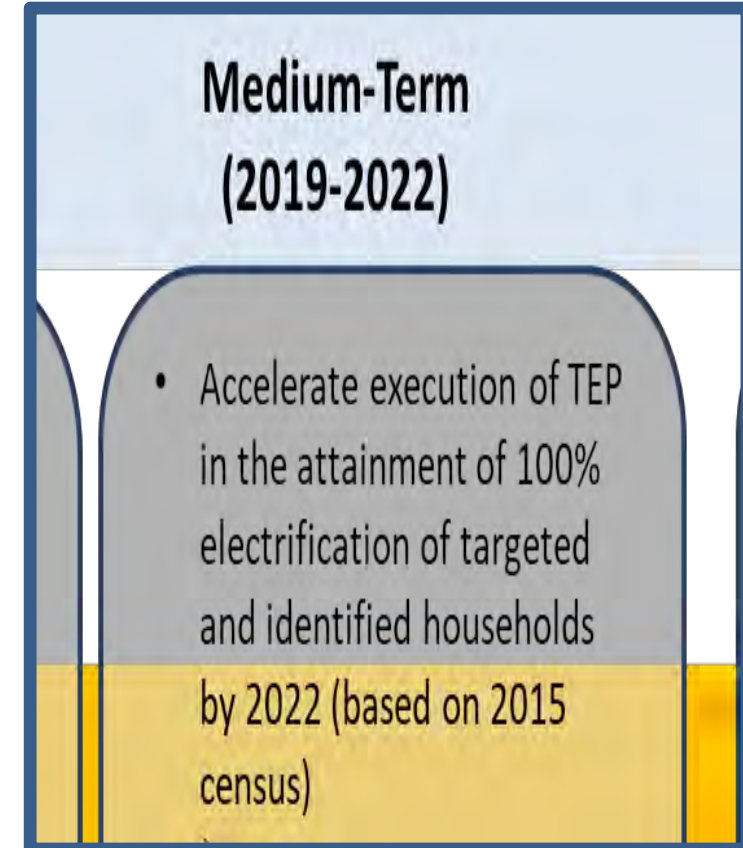 Medium-Term
(2019-2022)
• Accelerate execution of TEP
in the attainment of 100%
electrification of targeted
and identified households
by 2022 (based on 2015
census)